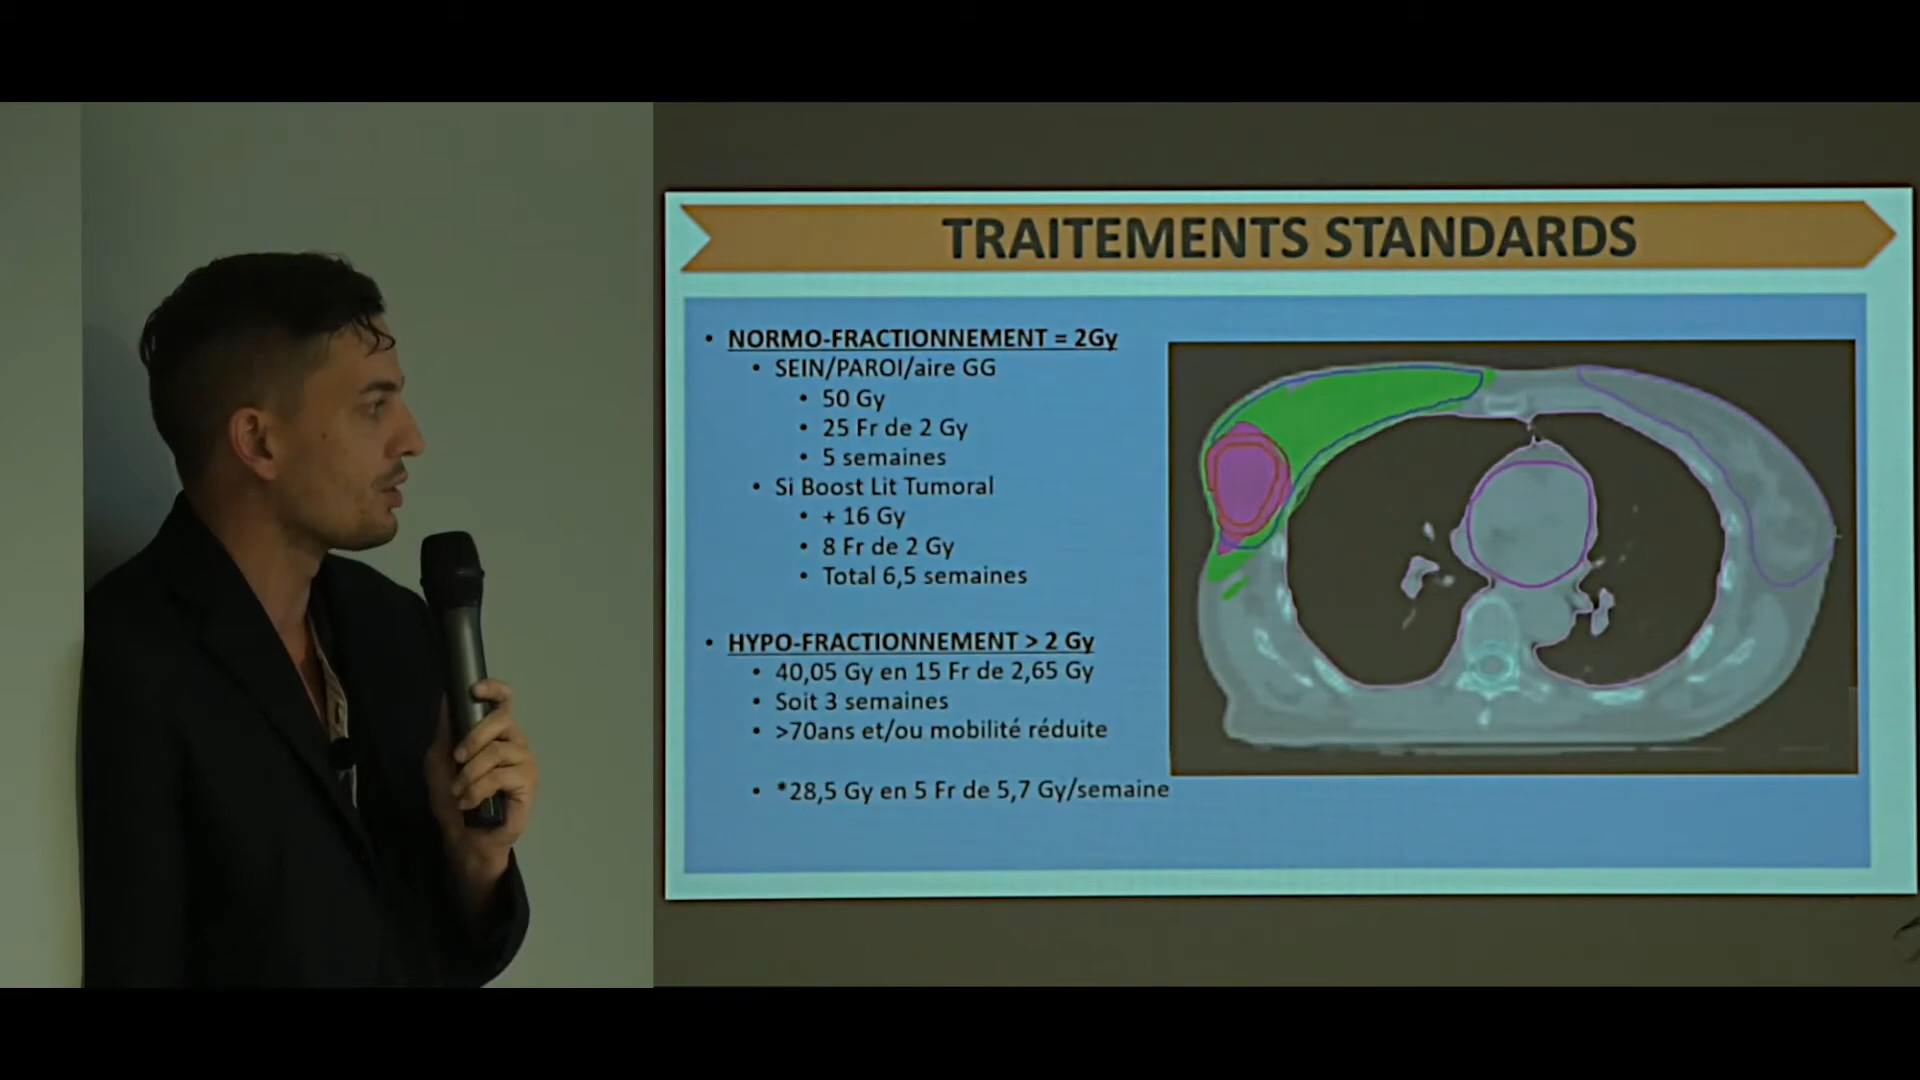 TRAITEMENTS STANDARDS
• NORMO-FRACTIONNEMENT = 2Gy
• SEIN/PAROI/aire GG
• 50 Gy
• 25 Fr de 2 Gy
• 5 semaines
• Si Boost Lit Tumoral
• + 16 Gy
• 8 Fr de 2 Gy
• Total 6,5 semaines
• HYPO-FRACTIONNEMENT > 2 Gy
• 40,05 Gy en 15 Fr de 2,65 Gy
• Soit 3 semaines
• >70ans et/ou mobilité réduite
• *28,5 Gy en 5 Fr de 5,7 Gy/semaine